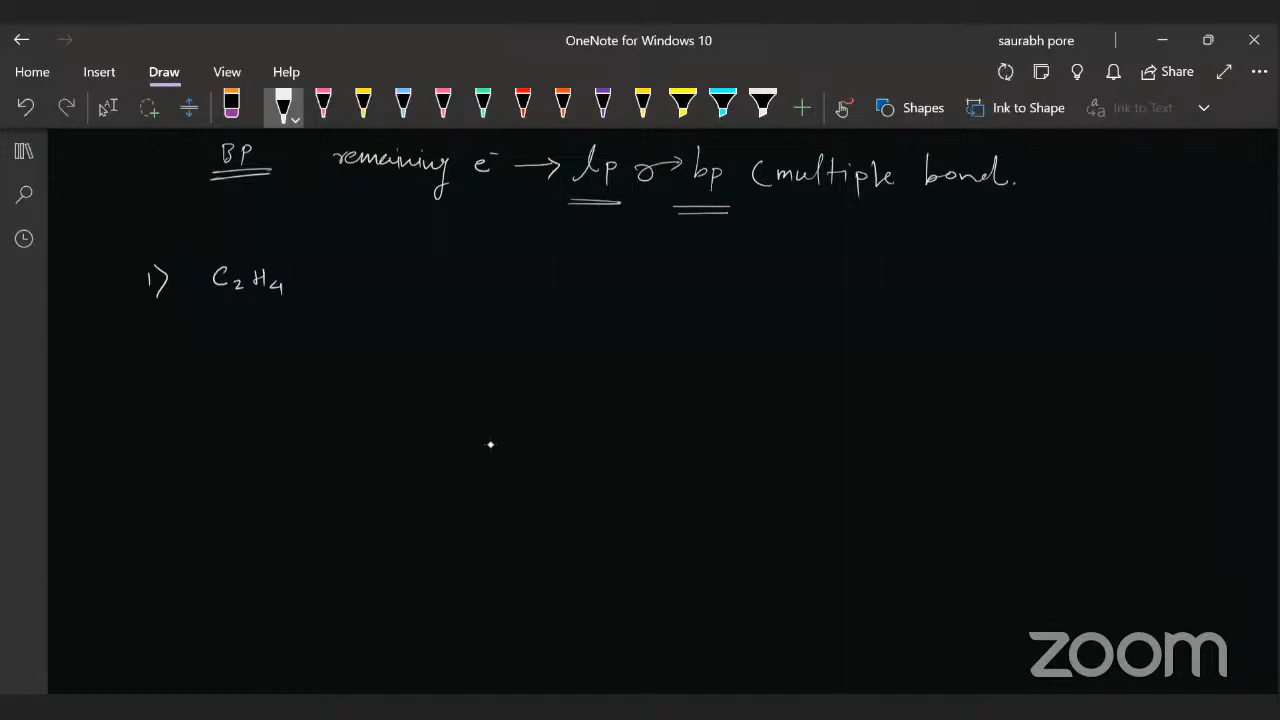 OneNote for Windows 10
saurabh pore
Home Insert Draw View Help
Share
Shapes Ink to Shape Ink to Text
BP remaining e⁻ → lp or → bp (multiple bond.
1) C₂H₄
zoom